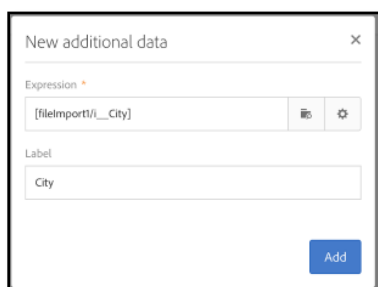 New additional data
Expression *
[fileImport1/i__City]
Label
City
Add